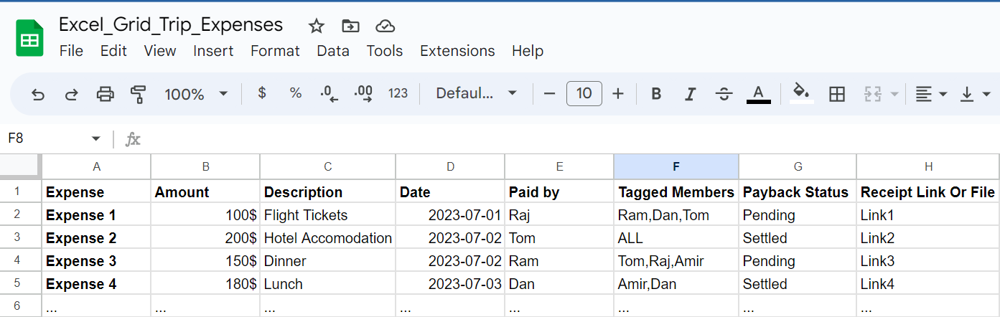 Excel_Grid_Trip_Expenses
File Edit View Insert Format Data Tools Extensions Help
100% $ % .0 .00 123 Defaul... 10 B I S A
F8 fx
A B C D E F G H
1 Expense Amount Description Date Paid by Tagged Members Payback Status Receipt Link Or File
2 Expense 1 100$ Flight Tickets 2023-07-01 Raj Ram,Dan,Tom Pending Link1
3 Expense 2 200$ Hotel Accomodation 2023-07-02 Tom ALL Settled Link2
4 Expense 3 150$ Dinner 2023-07-02 Ram Tom,Raj,Amir Pending Link3
5 Expense 4 180$ Lunch 2023-07-03 Dan Amir,Dan Settled Link4
6 ... ... ... ... ... ... ... ...